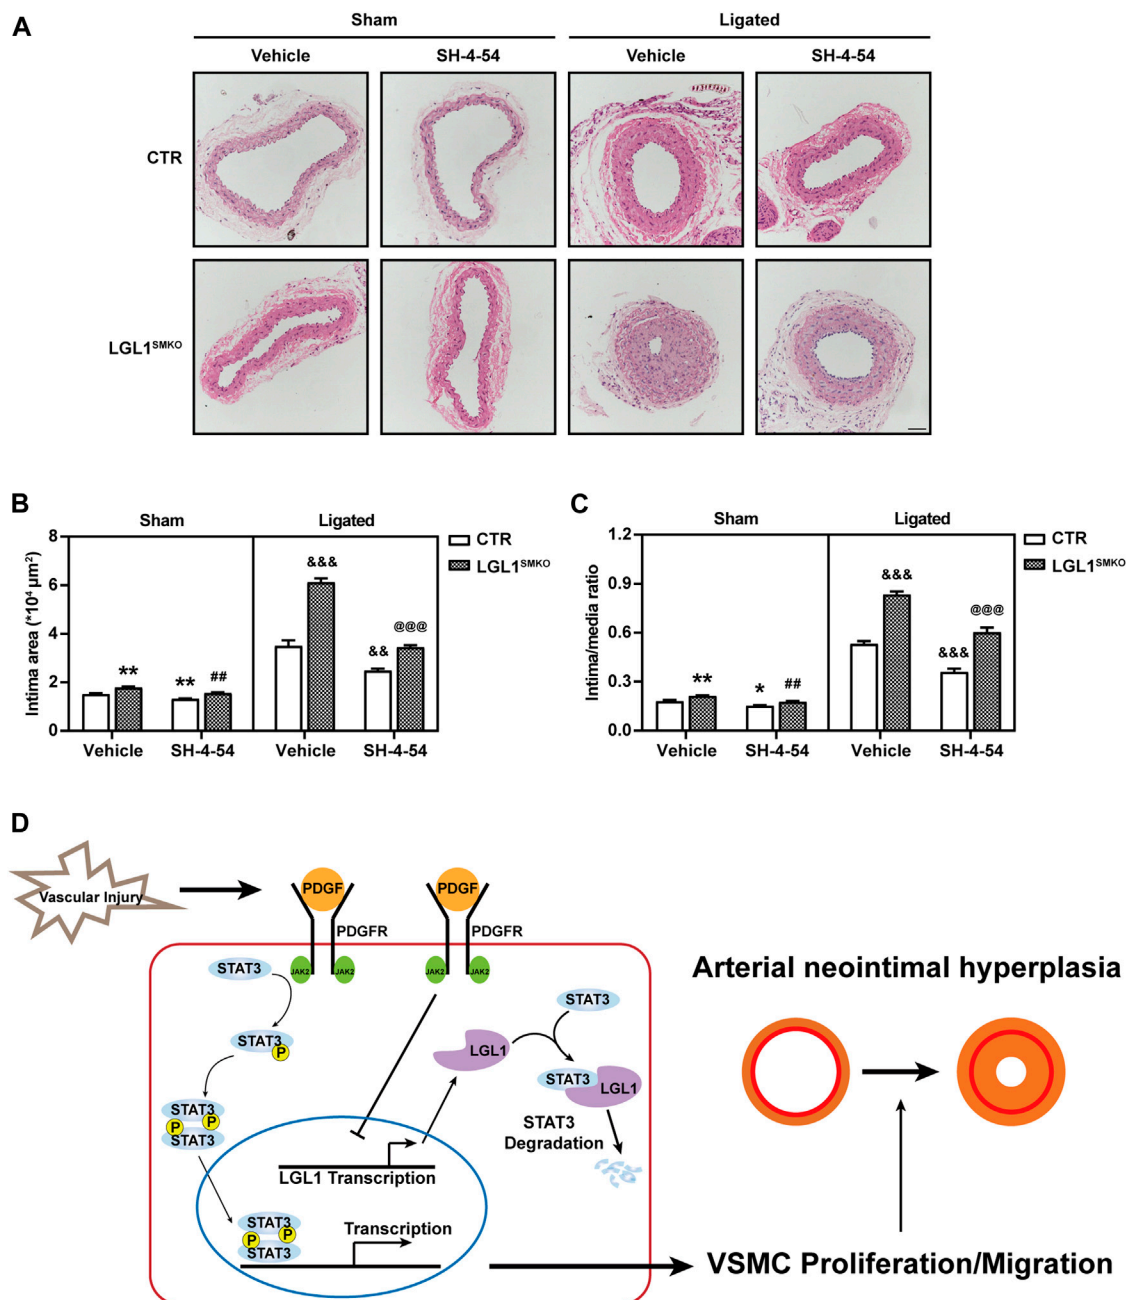 A
Sham Ligated
Vehicle SH-4-54 Vehicle SH-4-54
CTR
LGL1SMKO
B
Sham Ligated
CTR
LGL1SMKO
Intima area (*10⁴ μm²)
8
6
4
2
0
** ** ## &&& && @@@
Vehicle SH-4-54 Vehicle SH-4-54
C
Sham Ligated
CTR
LGL1SMKO
Intima/media ratio
1.2
0.9
0.6
0.3
0.0
** * ## &&& &&& @@@
Vehicle SH-4-54 Vehicle SH-4-54
D
Vascular Injury
PDGF PDGF
PDGFR PDGFR
JAK2 JAK2 JAK2 JAK2
STAT3
STAT3
P
STAT3
P P
STAT3
STAT3
LGL1
STAT3
LGL1
STAT3
Degradation
LGL1 Transcription
STAT3
P P
STAT3
Transcription
Arterial neointimal hyperplasia
VSMC Proliferation/Migration